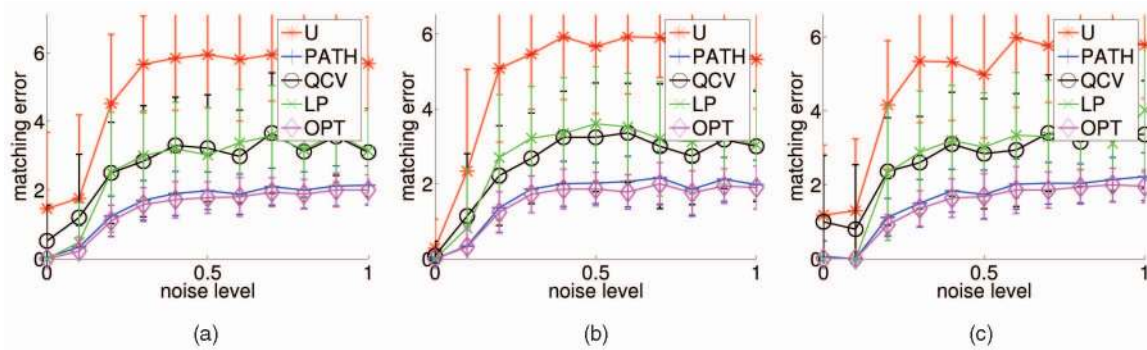 U
PATH
QCV
LP
OPT
6
4
2
0
matching error
0
0.5
1
noise level
(a)
U
PATH
QCV
LP
OPT
6
4
2
0
matching error
0
0.5
1
noise level
(b)
U
PATH
QCV
LP
OPT
6
4
2
0
matching error
0
0.5
1
noise level
(c)